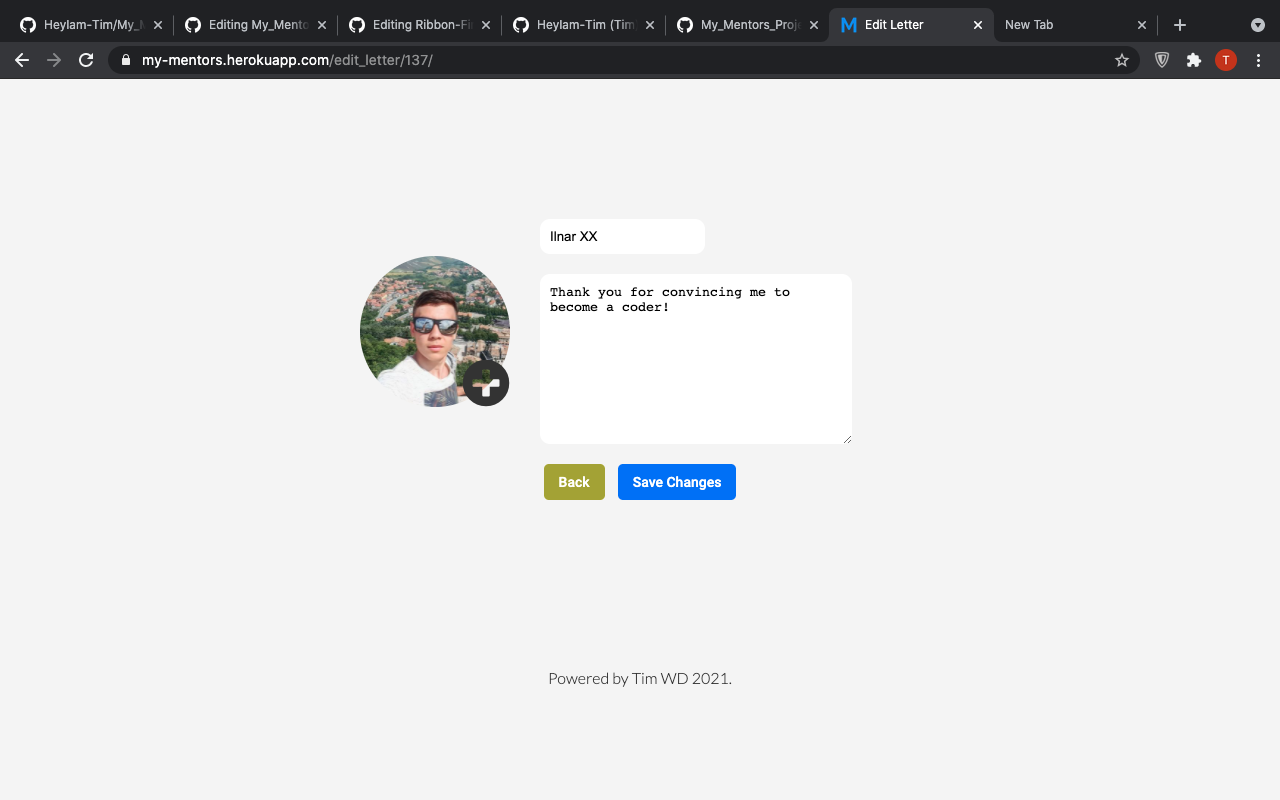 Heylam-Tim/My_M
Editing My_Mento
Editing Ribbon-Fi
Heylam-Tim (Tim
My_Mentors_Proje
Edit Letter
New Tab
my-mentors.herokuapp.com/edit_letter/137/
T
Ilnar XX
Thank you for convincing me to
become a coder!
Back
Save Changes
Powered by Tim WD 2021.